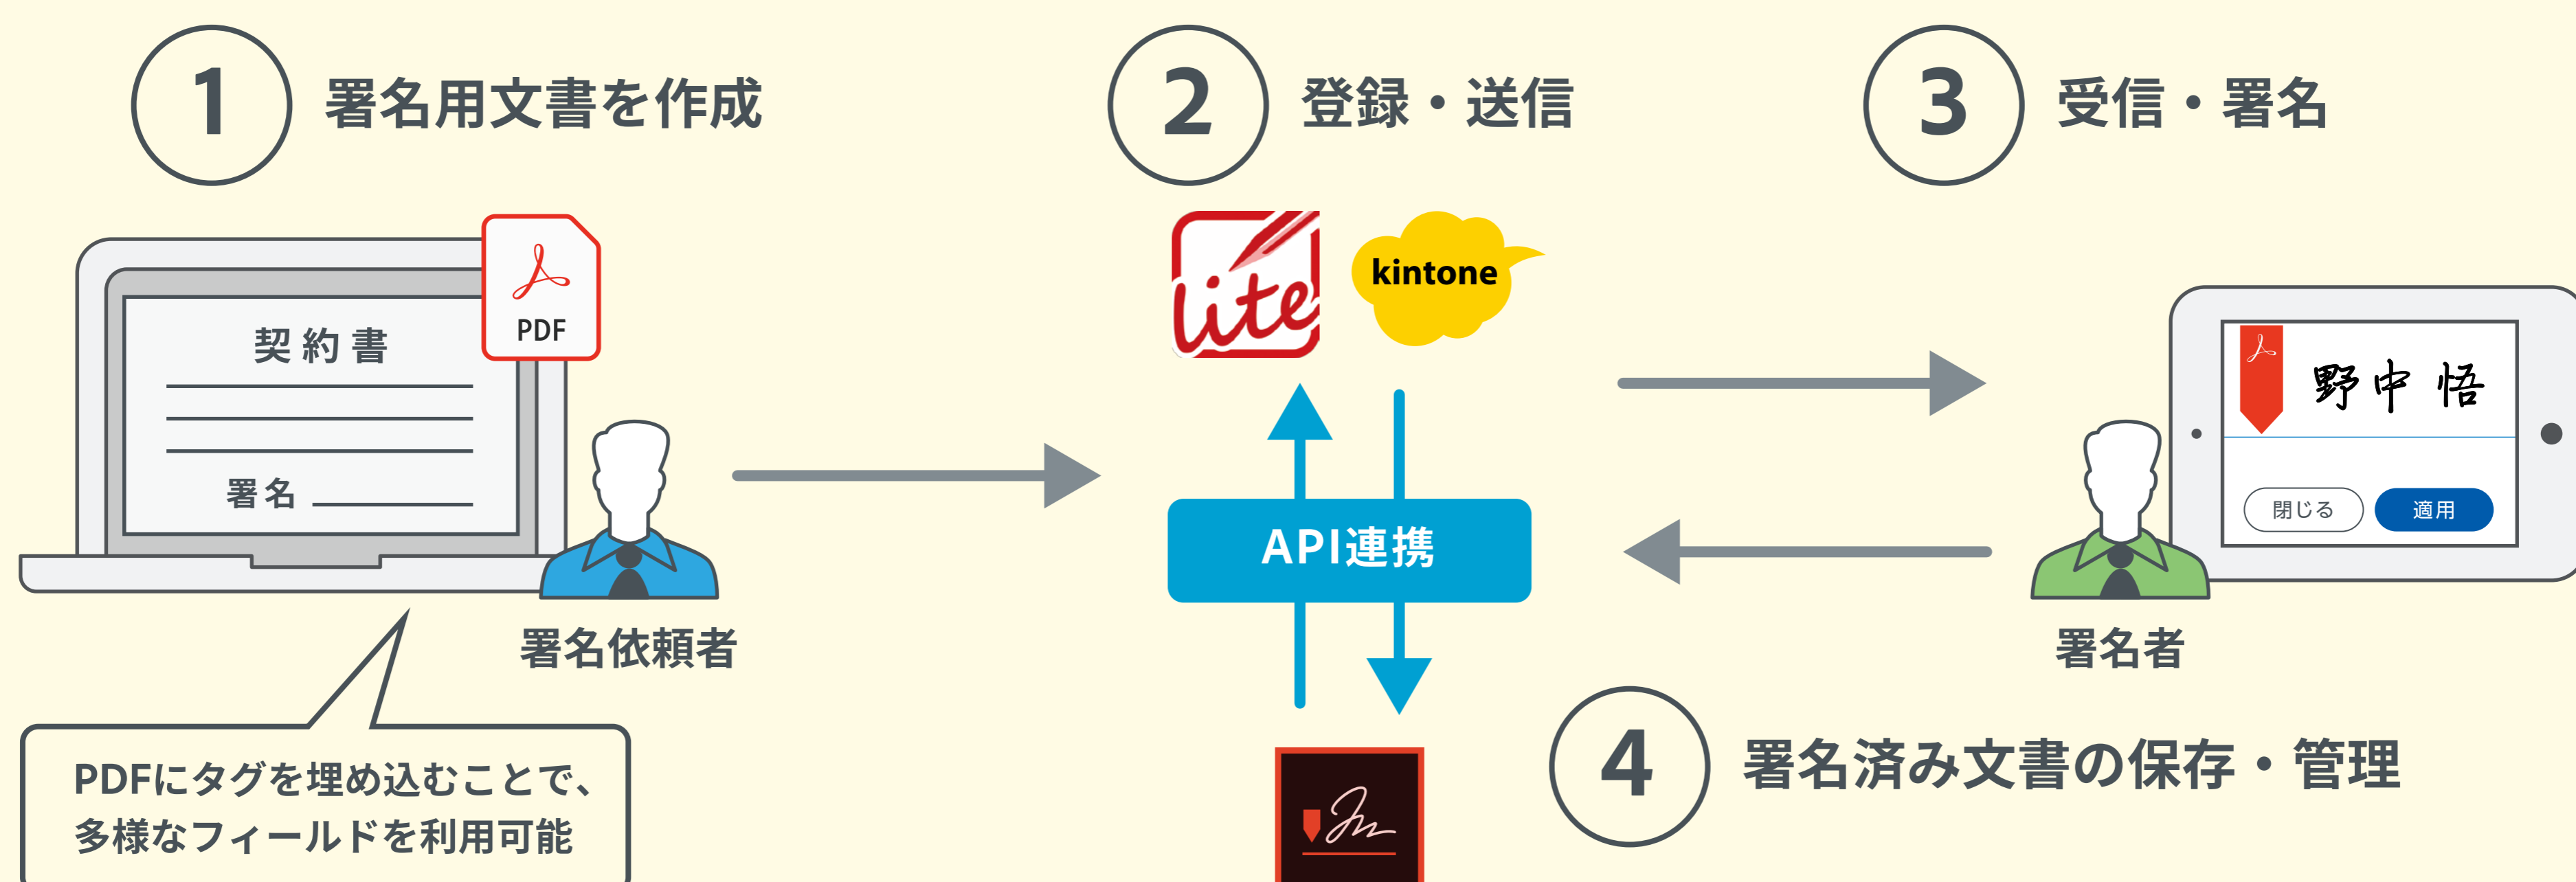 1 署名用文書を作成
2 登録・送信
3 受信・署名
PDF
契約書
署名
署名依頼者
PDFにタグを埋め込むことで、
多様なフィールドを利用可能
lite
kintone
API連携
野中 悟
閉じる 適用
署名者
4 署名済み文書の保存・管理